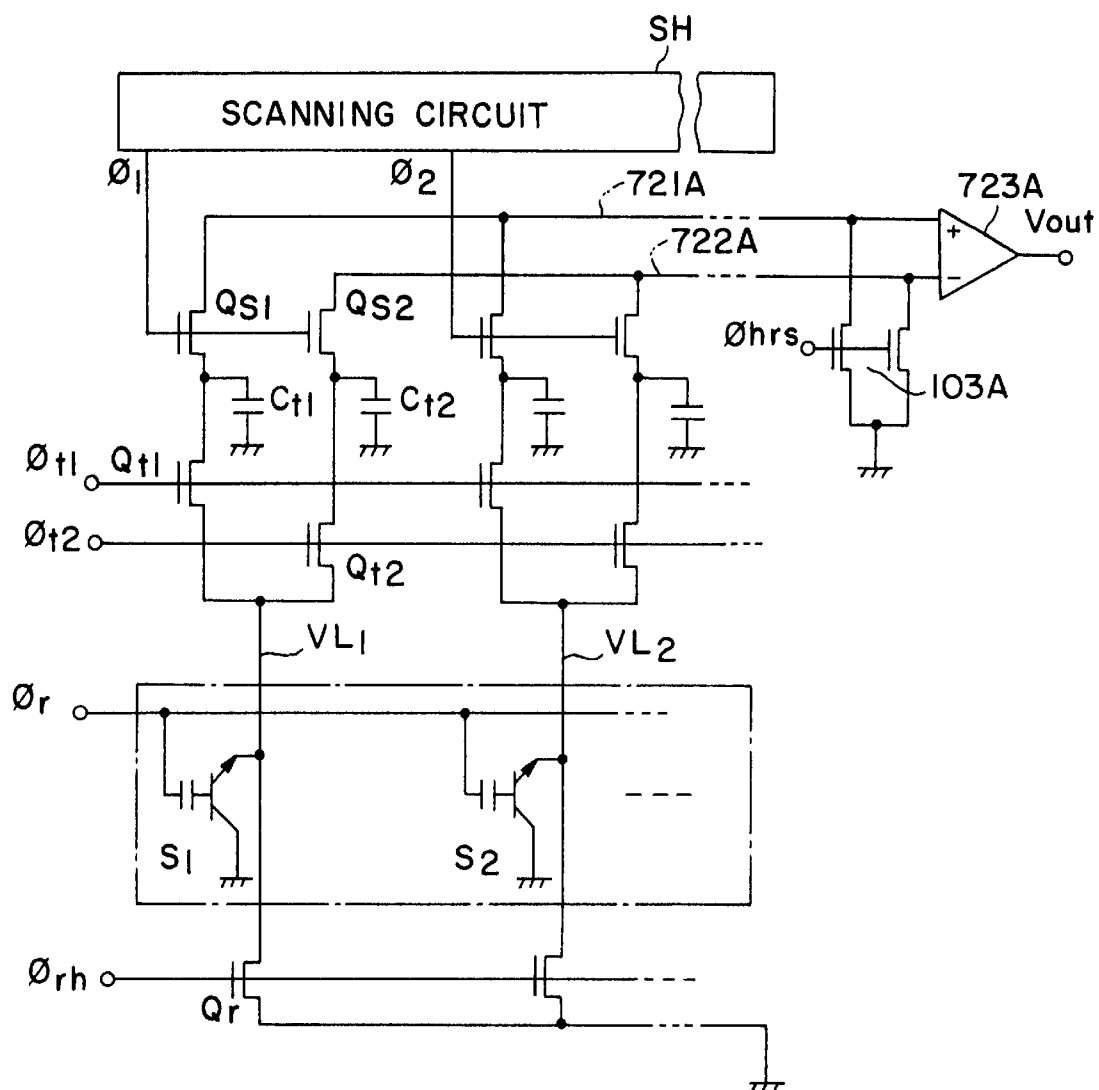 SH
SCANNING CIRCUIT
Ø1
Ø2
721A
723A
Vout
722A
+
−
QS1
QS2
Øhrs
103A
Ct1
Ct2
Øt1
Qt1
Øt2
Qt2
VL1
VL2
Ør
S1
S2
Ørh
Qr